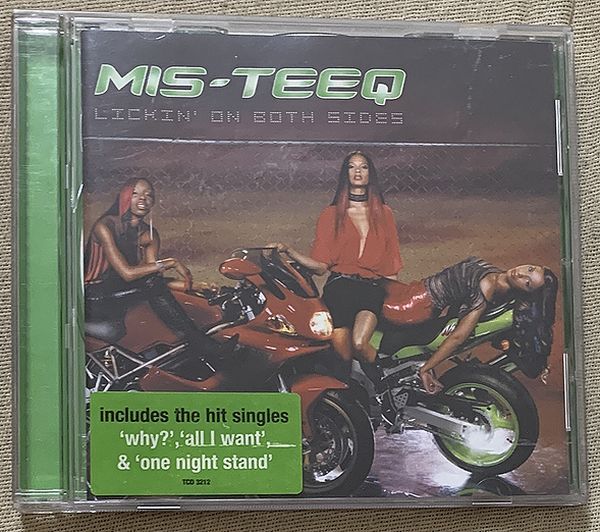 MIS-TEEQ
LICKIN' ON BOTH SIDES
includes the hit singles
'why?','all I want',
& 'one night stand'
TCD 3212